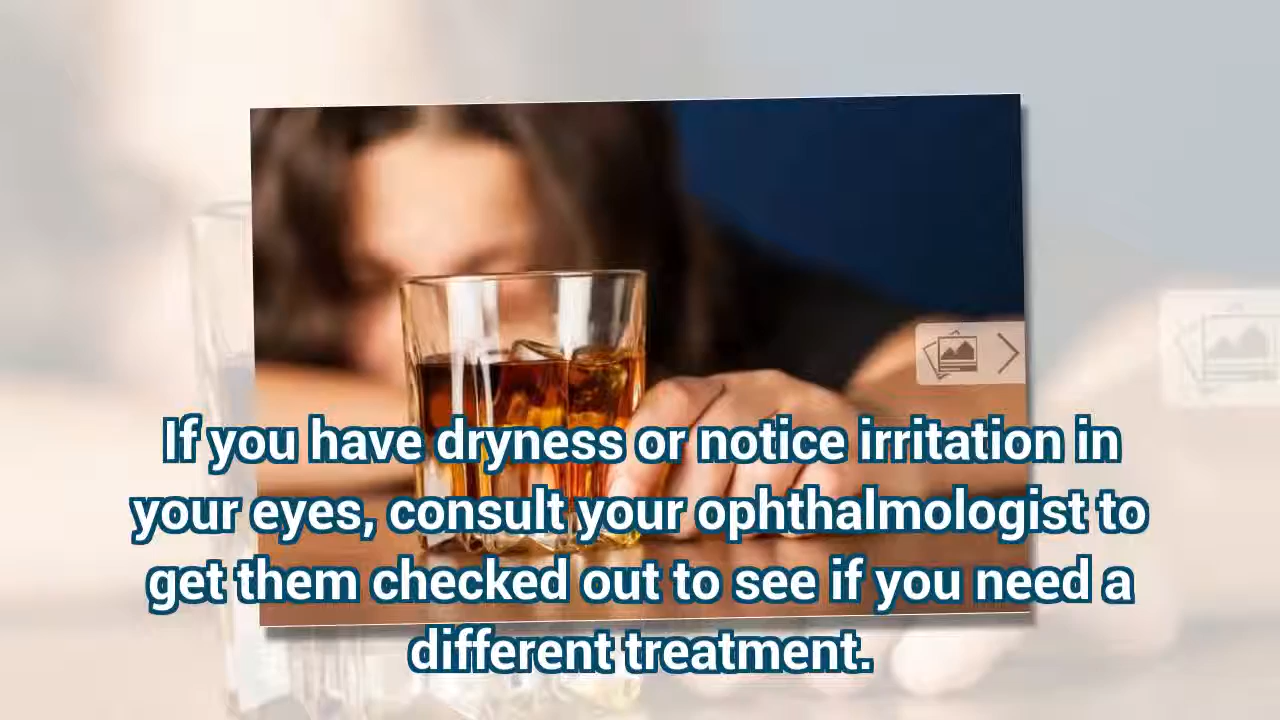 If you have dryness or notice irritation in
your eyes, consult your ophthalmologist to
get them checked out to see if you need a
different treatment.